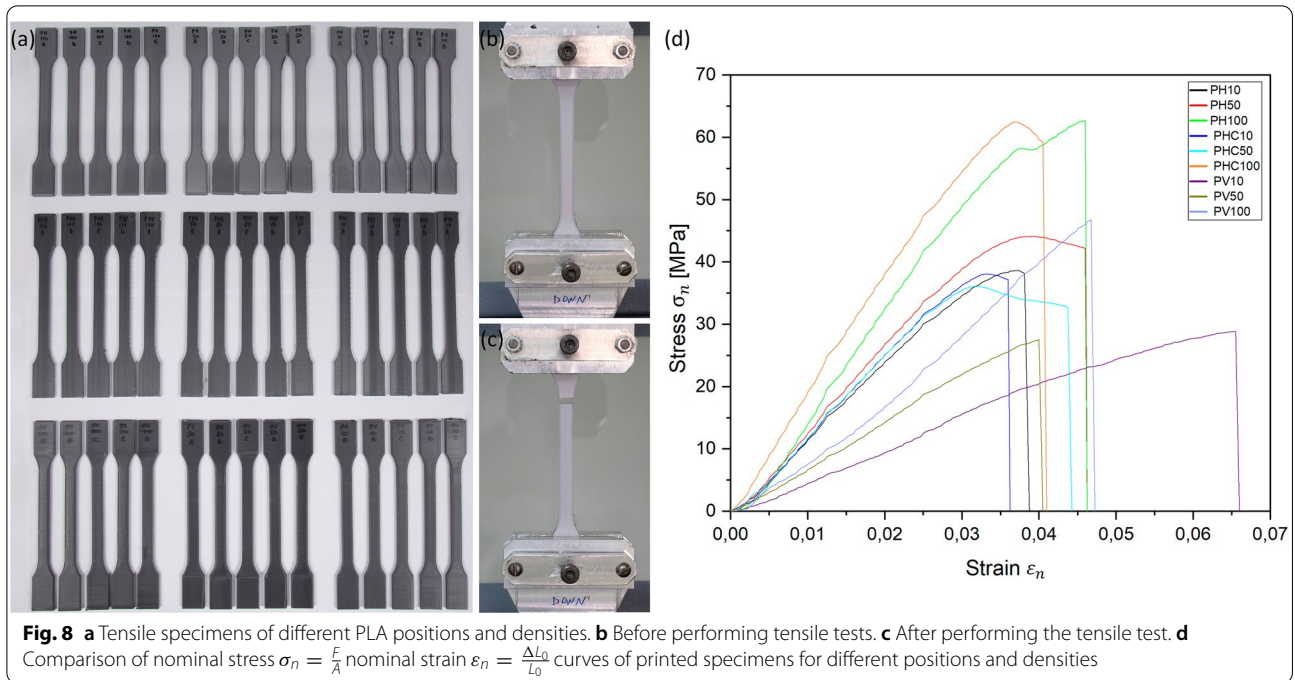 (a)
(b)
DOWN
(c)
DOWN
(d)
70
60
50
40
30
20
10
0
Stress σₙ [MPa]
PH10
PH50
PH100
PHC10
PHC50
PHC100
PV10
PV50
PV100
0,00 0,01 0,02 0,03 0,04 0,05 0,06 0,07
Strain εₙ
Fig. 8 a Tensile specimens of different PLA positions and densities. b Before performing tensile tests. c After performing the tensile test. d
Comparison of nominal stress σₙ = F/A nominal strain εₙ = ΔL₀/L₀ curves of printed specimens for different positions and densities